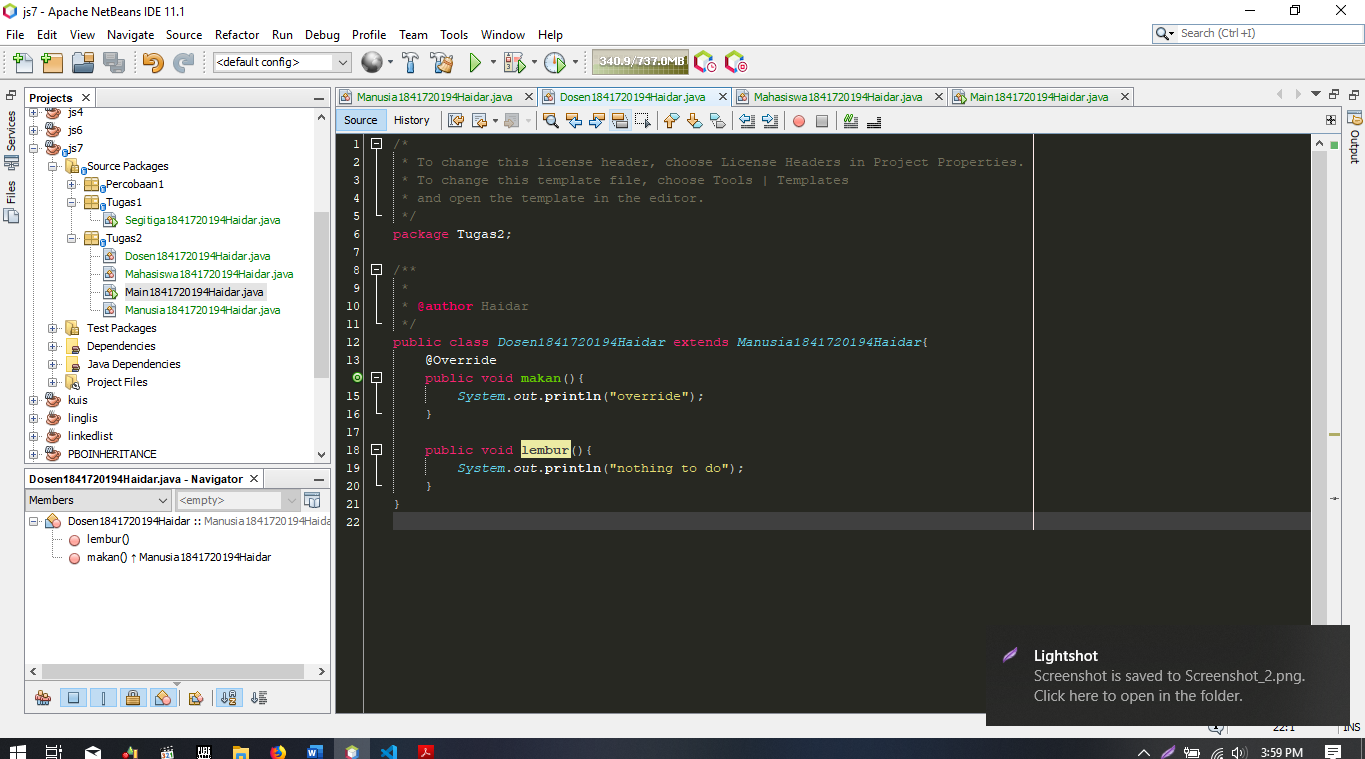 js7 - Apache NetBeans IDE 11.1
File Edit View Navigate Source Refactor Run Debug Profile Team Tools Window Help
Search (Ctrl+I)
<default config>
340.9/737.0MB
Projects
Services
Files
Output
js4
js6
js7
Source Packages
Percobaan1
Tugas1
Segitiga1841720194Haidar.java
Tugas2
Dosen1841720194Haidar.java
Mahasiswa1841720194Haidar.java
Main1841720194Haidar.java
Manusia1841720194Haidar.java
Test Packages
Dependencies
Java Dependencies
Project Files
kuis
linglis
linkedlist
PBOINHERITANCE
Dosen1841720194Haidar.java - Navigator
Members
<empty>
Dosen1841720194Haidar :: Manusia1841720194Haida
lembur()
makan() ↑ Manusia1841720194Haidar
Manusia1841720194Haidar.java Dosen1841720194Haidar.java Mahasiswa1841720194Haidar.java Main1841720194Haidar.java
Source History
1 /*
2 * To change this license header, choose License Headers in Project Properties.
3 * To change this template file, choose Tools | Templates
4 * and open the template in the editor.
5 */
6 package Tugas2;
7
8 /**
9 *
10 * @author Haidar
11 */
12 public class Dosen1841720194Haidar extends Manusia1841720194Haidar{
13 @Override
public void makan(){
15 System.out.println("override");
16 }
17
18 public void lembur(){
19 System.out.println("nothing to do");
20 }
21 }
22
Lightshot
Screenshot is saved to Screenshot_2.png.
Click here to open in the folder.
22:1 INS
3:59 PM